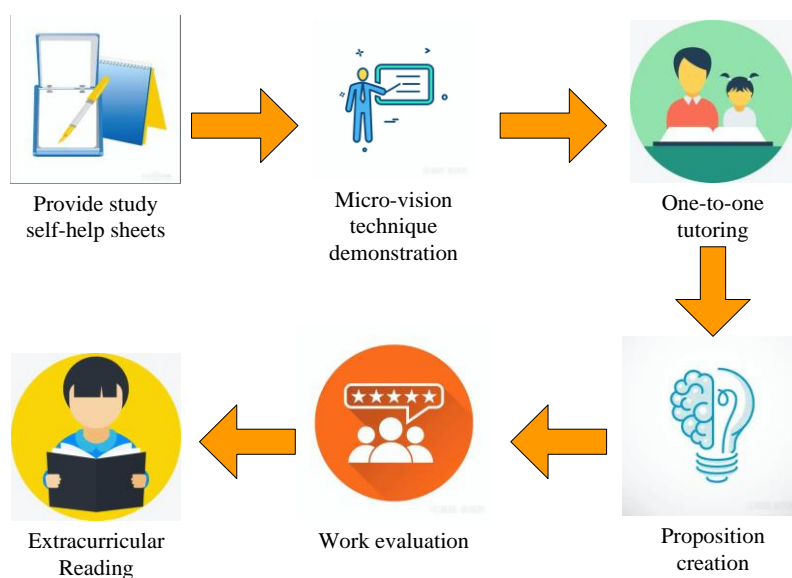 Provide study
self-help sheets
Micro-vision
technique
demonstration
One-to-one
tutoring
Proposition
creation
Work evaluation
Extracurricular
Reading